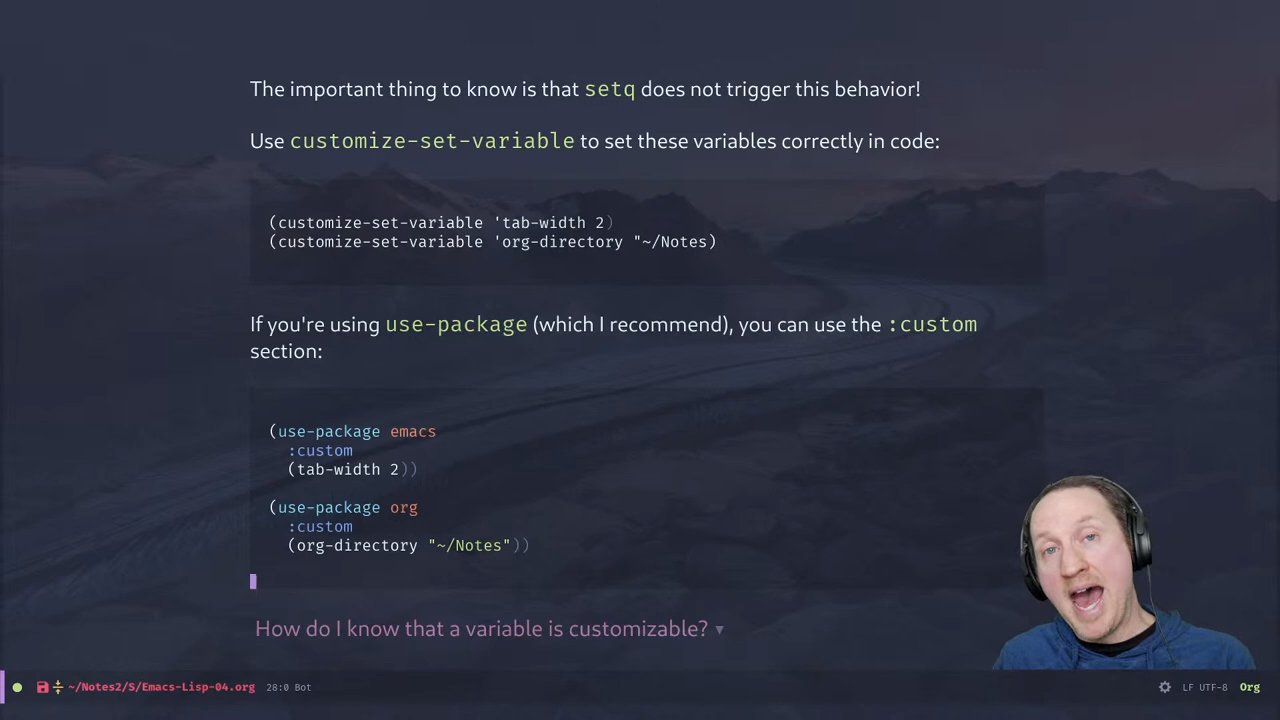 The important thing to know is that setq does not trigger this behavior!
Use customize-set-variable to set these variables correctly in code:
(customize-set-variable 'tab-width 2)
(customize-set-variable 'org-directory "~/Notes)
If you're using use-package (which I recommend), you can use the :custom
section:
(use-package emacs
:custom
(tab-width 2))
(use-package org
:custom
(org-directory "~/Notes"))
How do I know that a variable is customizable? ▾
~/Notes2/S/Emacs-Lisp-04.org 28:0 Bot LF UTF-8 Org